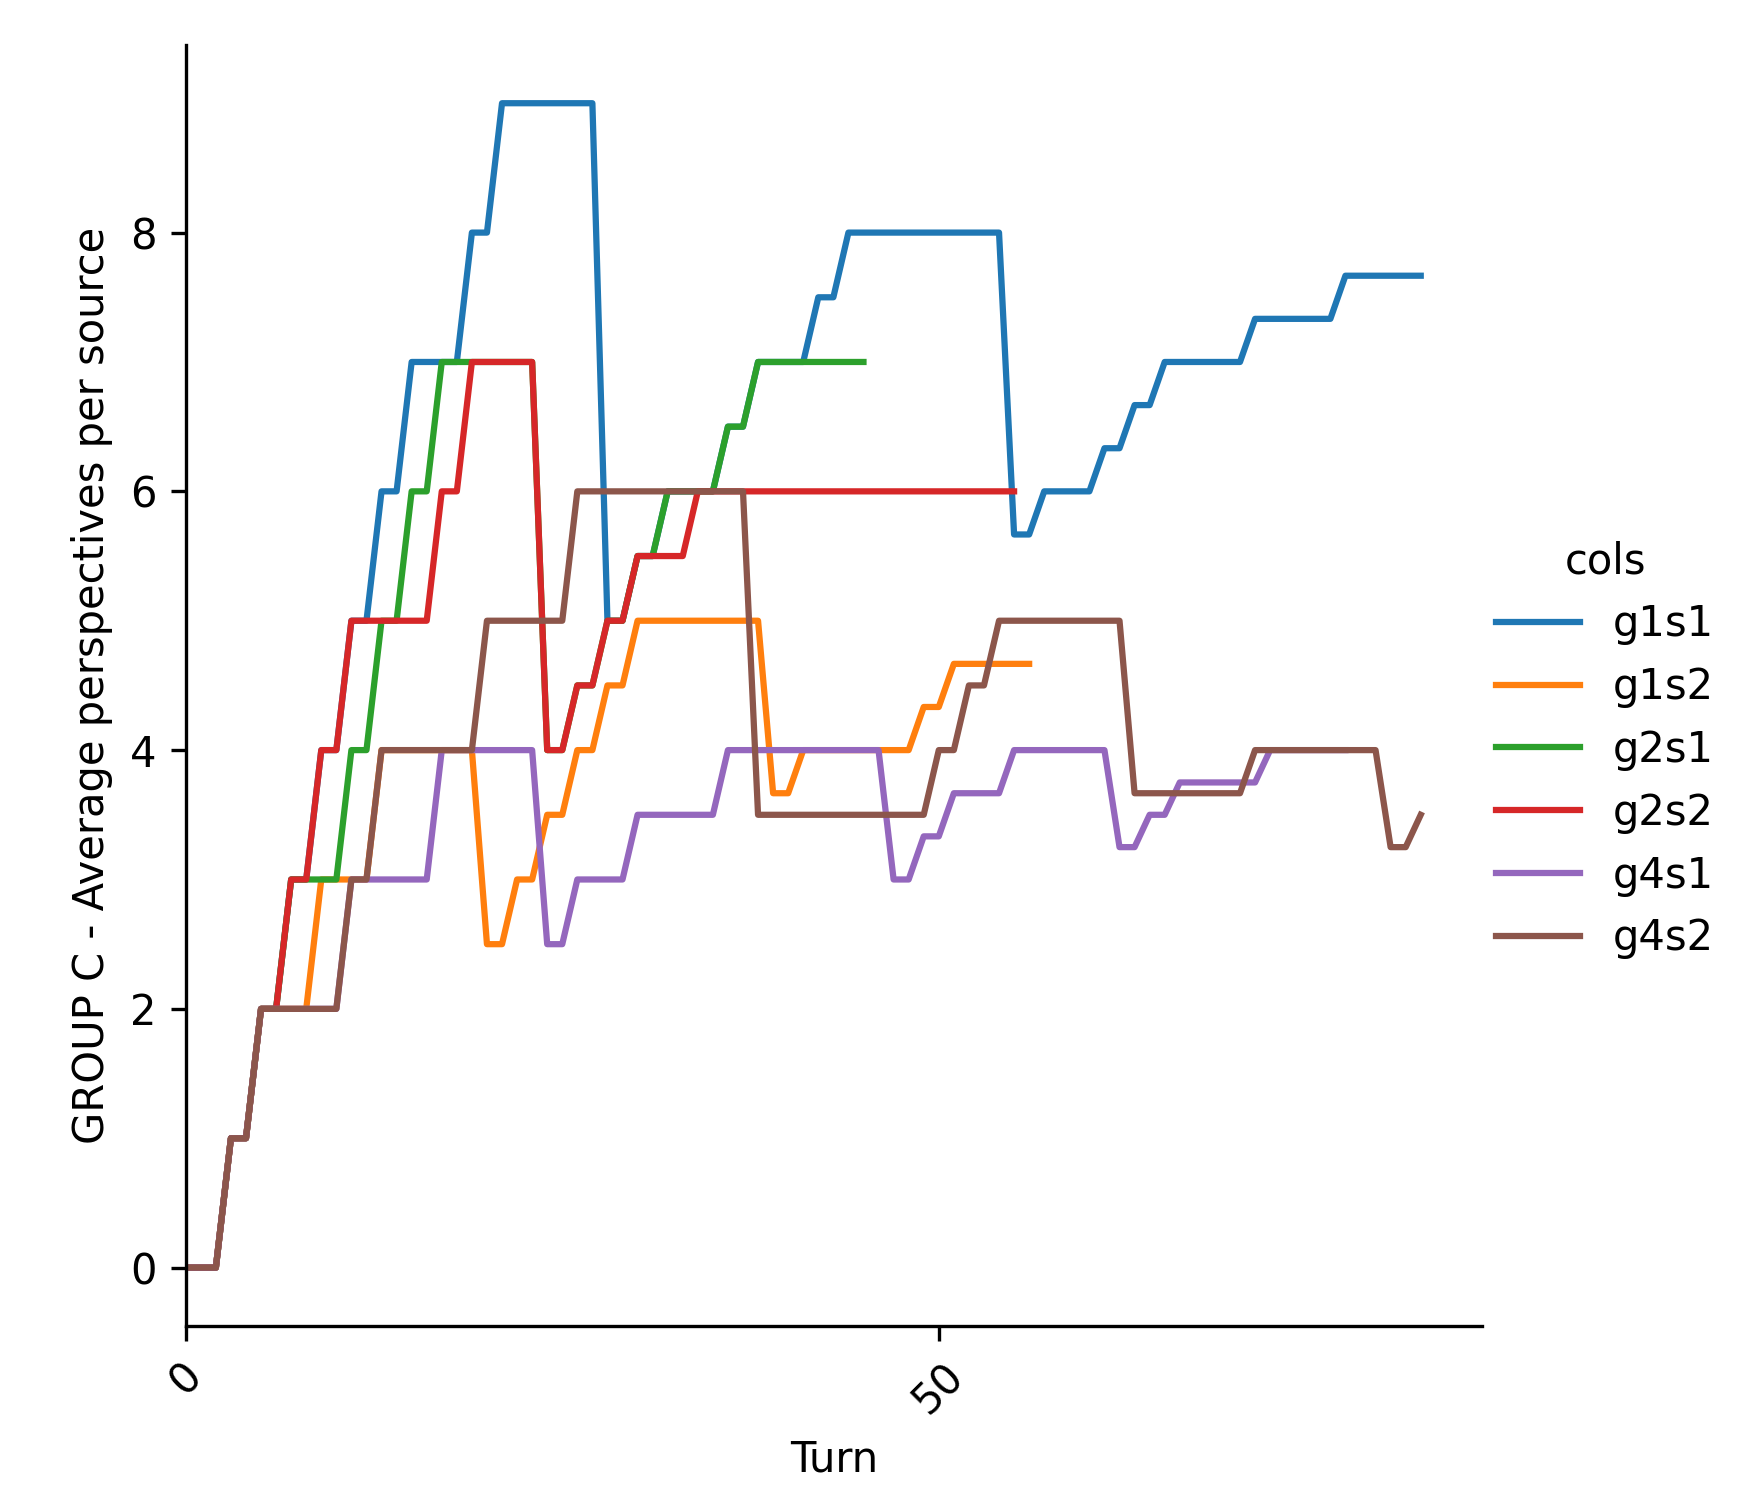 GROUP C - Average perspectives per source
8
6
4
2
0
0
50
Turn
cols
g1s1
g1s2
g2s1
g2s2
g4s1
g4s2